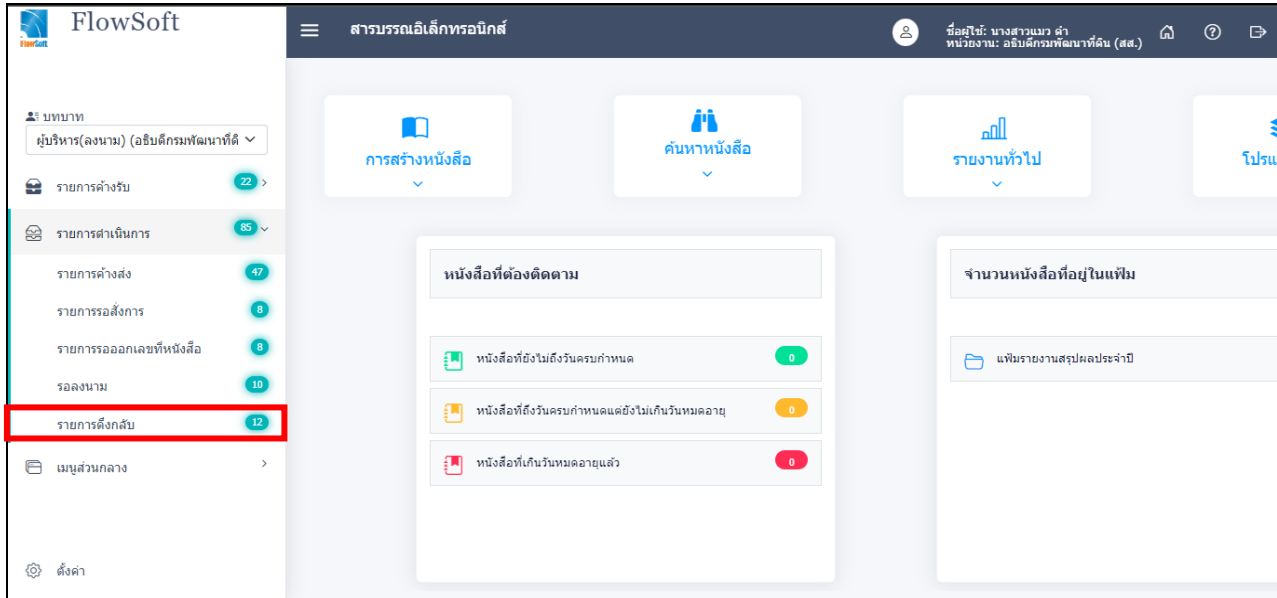 FlowSoft
FlowSoft
สารบรรณอิเล็กทรอนิกส์
ชื่อผู้ใช้: นางสาวแมว ดำ
หน่วยงาน: อธิบดีกรมพัฒนาที่ดิน (สส.)
บทบาท
ผู้บริหาร(ลงนาม) (อธิบดีกรมพัฒนาที่ดิ
รายการค้างรับ 22
รายการดำเนินการ 85
รายการค้างส่ง 47
รายการรอสั่งการ 8
รายการรอออกเลขที่หนังสือ 8
รอลงนาม 10
รายการดึงกลับ 12
เมนูส่วนกลาง
ตั้งค่า
การสร้างหนังสือ
ค้นหาหนังสือ
รายงานทั่วไป
โปรแ
หนังสือที่ต้องติดตาม
หนังสือที่ยังไม่ถึงวันครบกำหนด 0
หนังสือที่ถึงวันครบกำหนดแต่ยังไม่เกินวันหมดอายุ 0
หนังสือที่เกินวันหมดอายุแล้ว 0
จำนวนหนังสือที่อยู่ในแฟ้ม
แฟ้มรายงานสรุปผลประจำปี